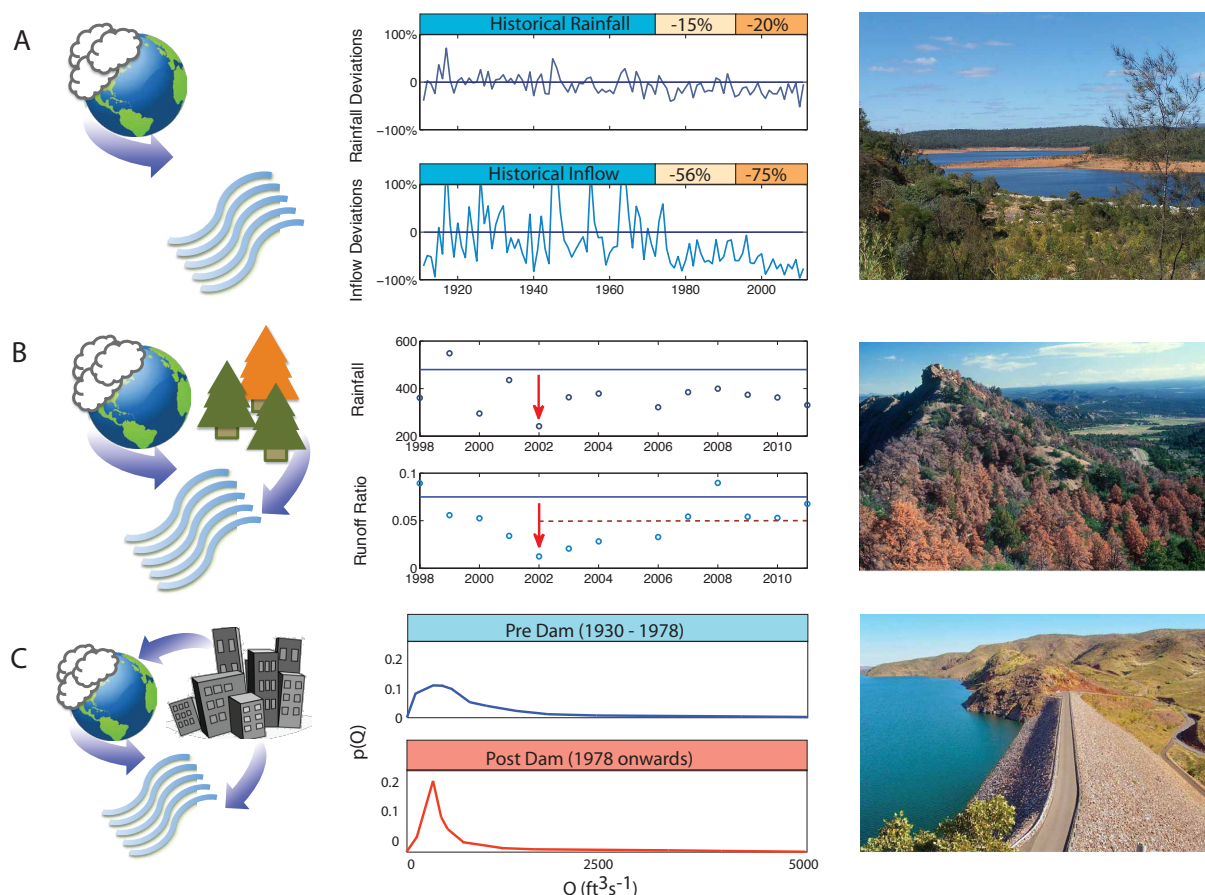 A
Historical Rainfall -15% -20%
100%
0
−100%
Rainfall Deviations
Historical Inflow -56% -75%
100%
0
−100%
Inflow Deviations
1920 1940 1960 1980 2000
B
600
400
200
Rainfall
1998 2000 2002 2004 2006 2008 2010
0.1
0.05
0
Runoff Ratio
1998 2000 2002 2004 2006 2008 2010
C
Pre Dam (1930 - 1978)
0.2
0.1
0
p(Q)
Post Dam (1978 onwards)
0.2
0.1
0
0 2500 5000
Q (ft³s⁻¹)